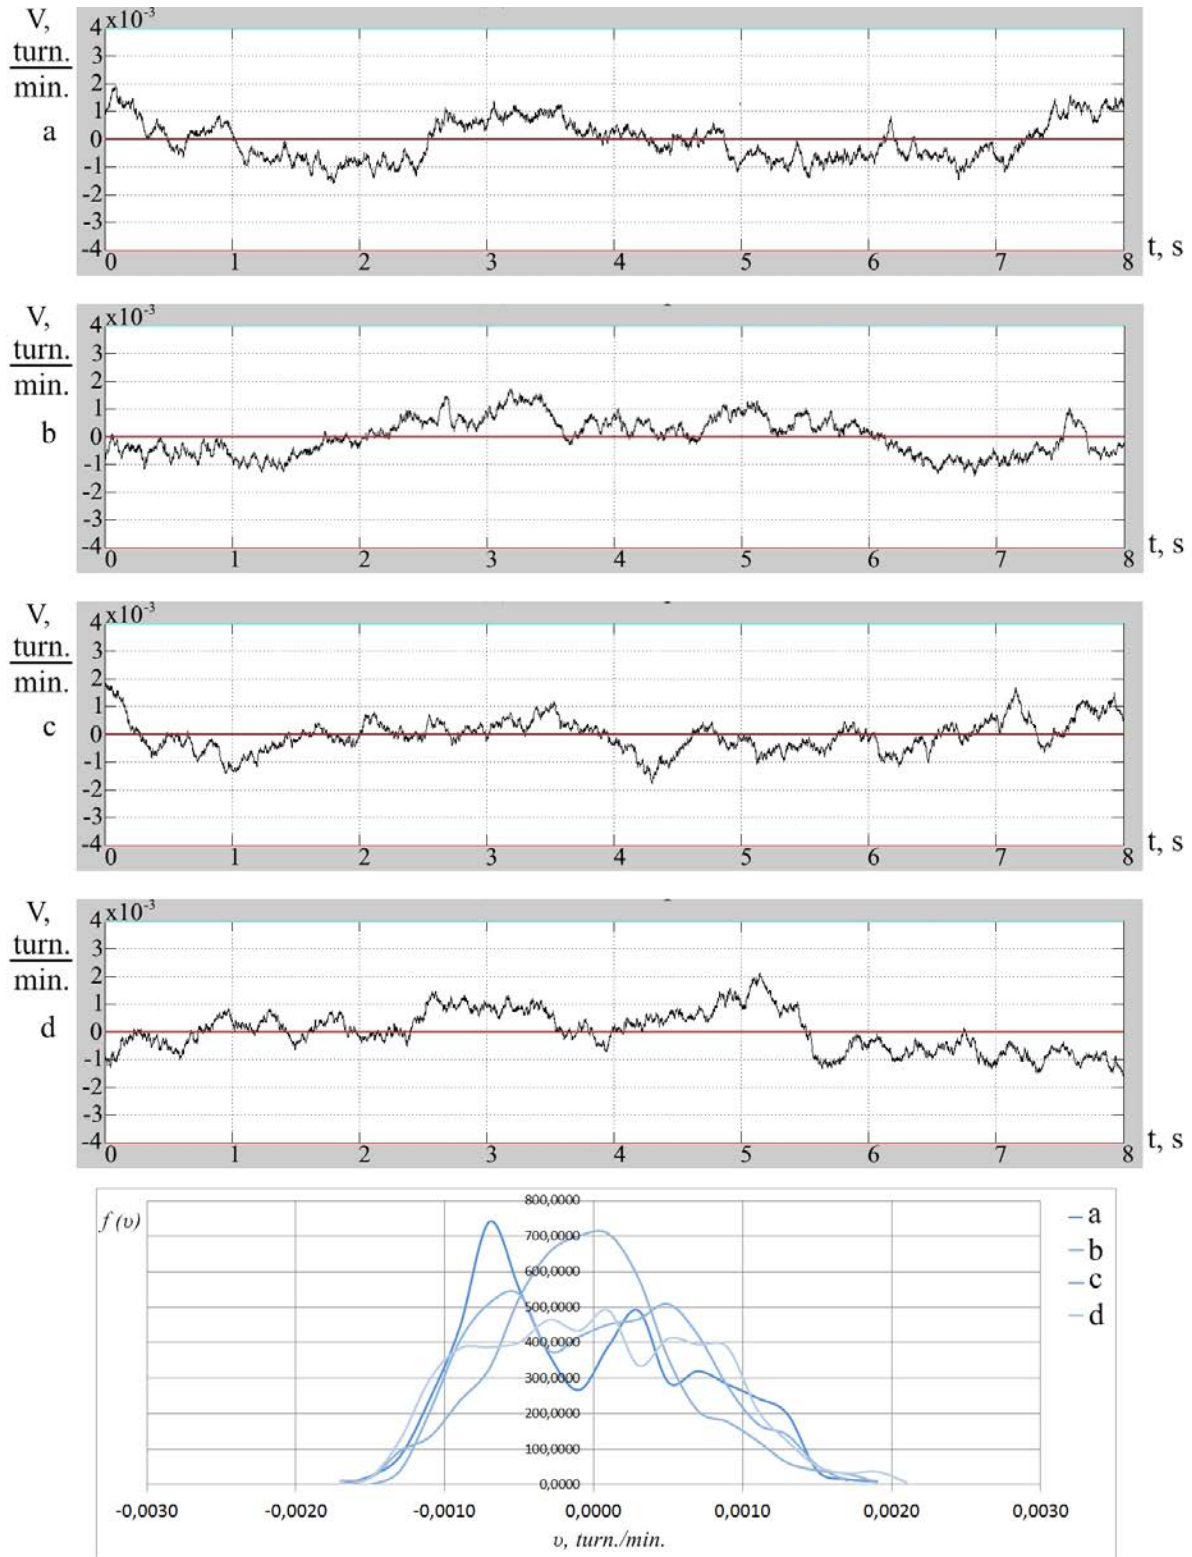 V,
turn.
min.
a
4 x10-3
3
2
1
0
-1
-2
-3
-4
0 1 2 3 4 5 6 7 8
t, s
V,
turn.
min.
b
4 x10-3
3
2
1
0
-1
-2
-3
-4
0 1 2 3 4 5 6 7 8
t, s
V,
turn.
min.
c
4 x10-3
3
2
1
0
-1
-2
-3
-4
0 1 2 3 4 5 6 7 8
t, s
V,
turn.
min.
d
4 x10-3
3
2
1
0
-1
-2
-3
-4
0 1 2 3 4 5 6 7 8
t, s
f (υ)
800,0000
700,0000
600,0000
500,0000
400,0000
300,0000
200,0000
100,0000
0,0000
a
b
c
d
-0,0030 -0,0020 -0,0010 0,0000 0,0010 0,0020 0,0030
υ, turn./min.